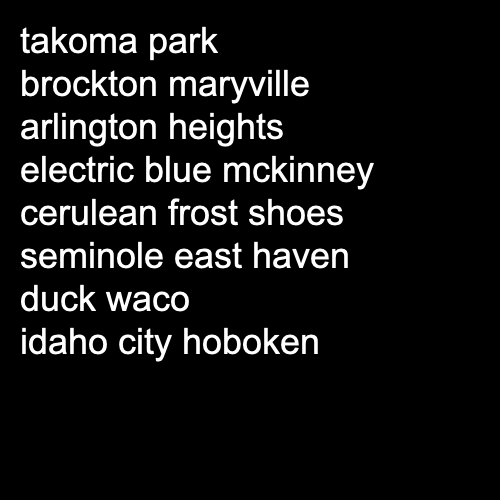 takoma park
brockton maryville
arlington heights
electric blue mckinney
cerulean frost shoes
seminole east haven
duck waco
idaho city hoboken